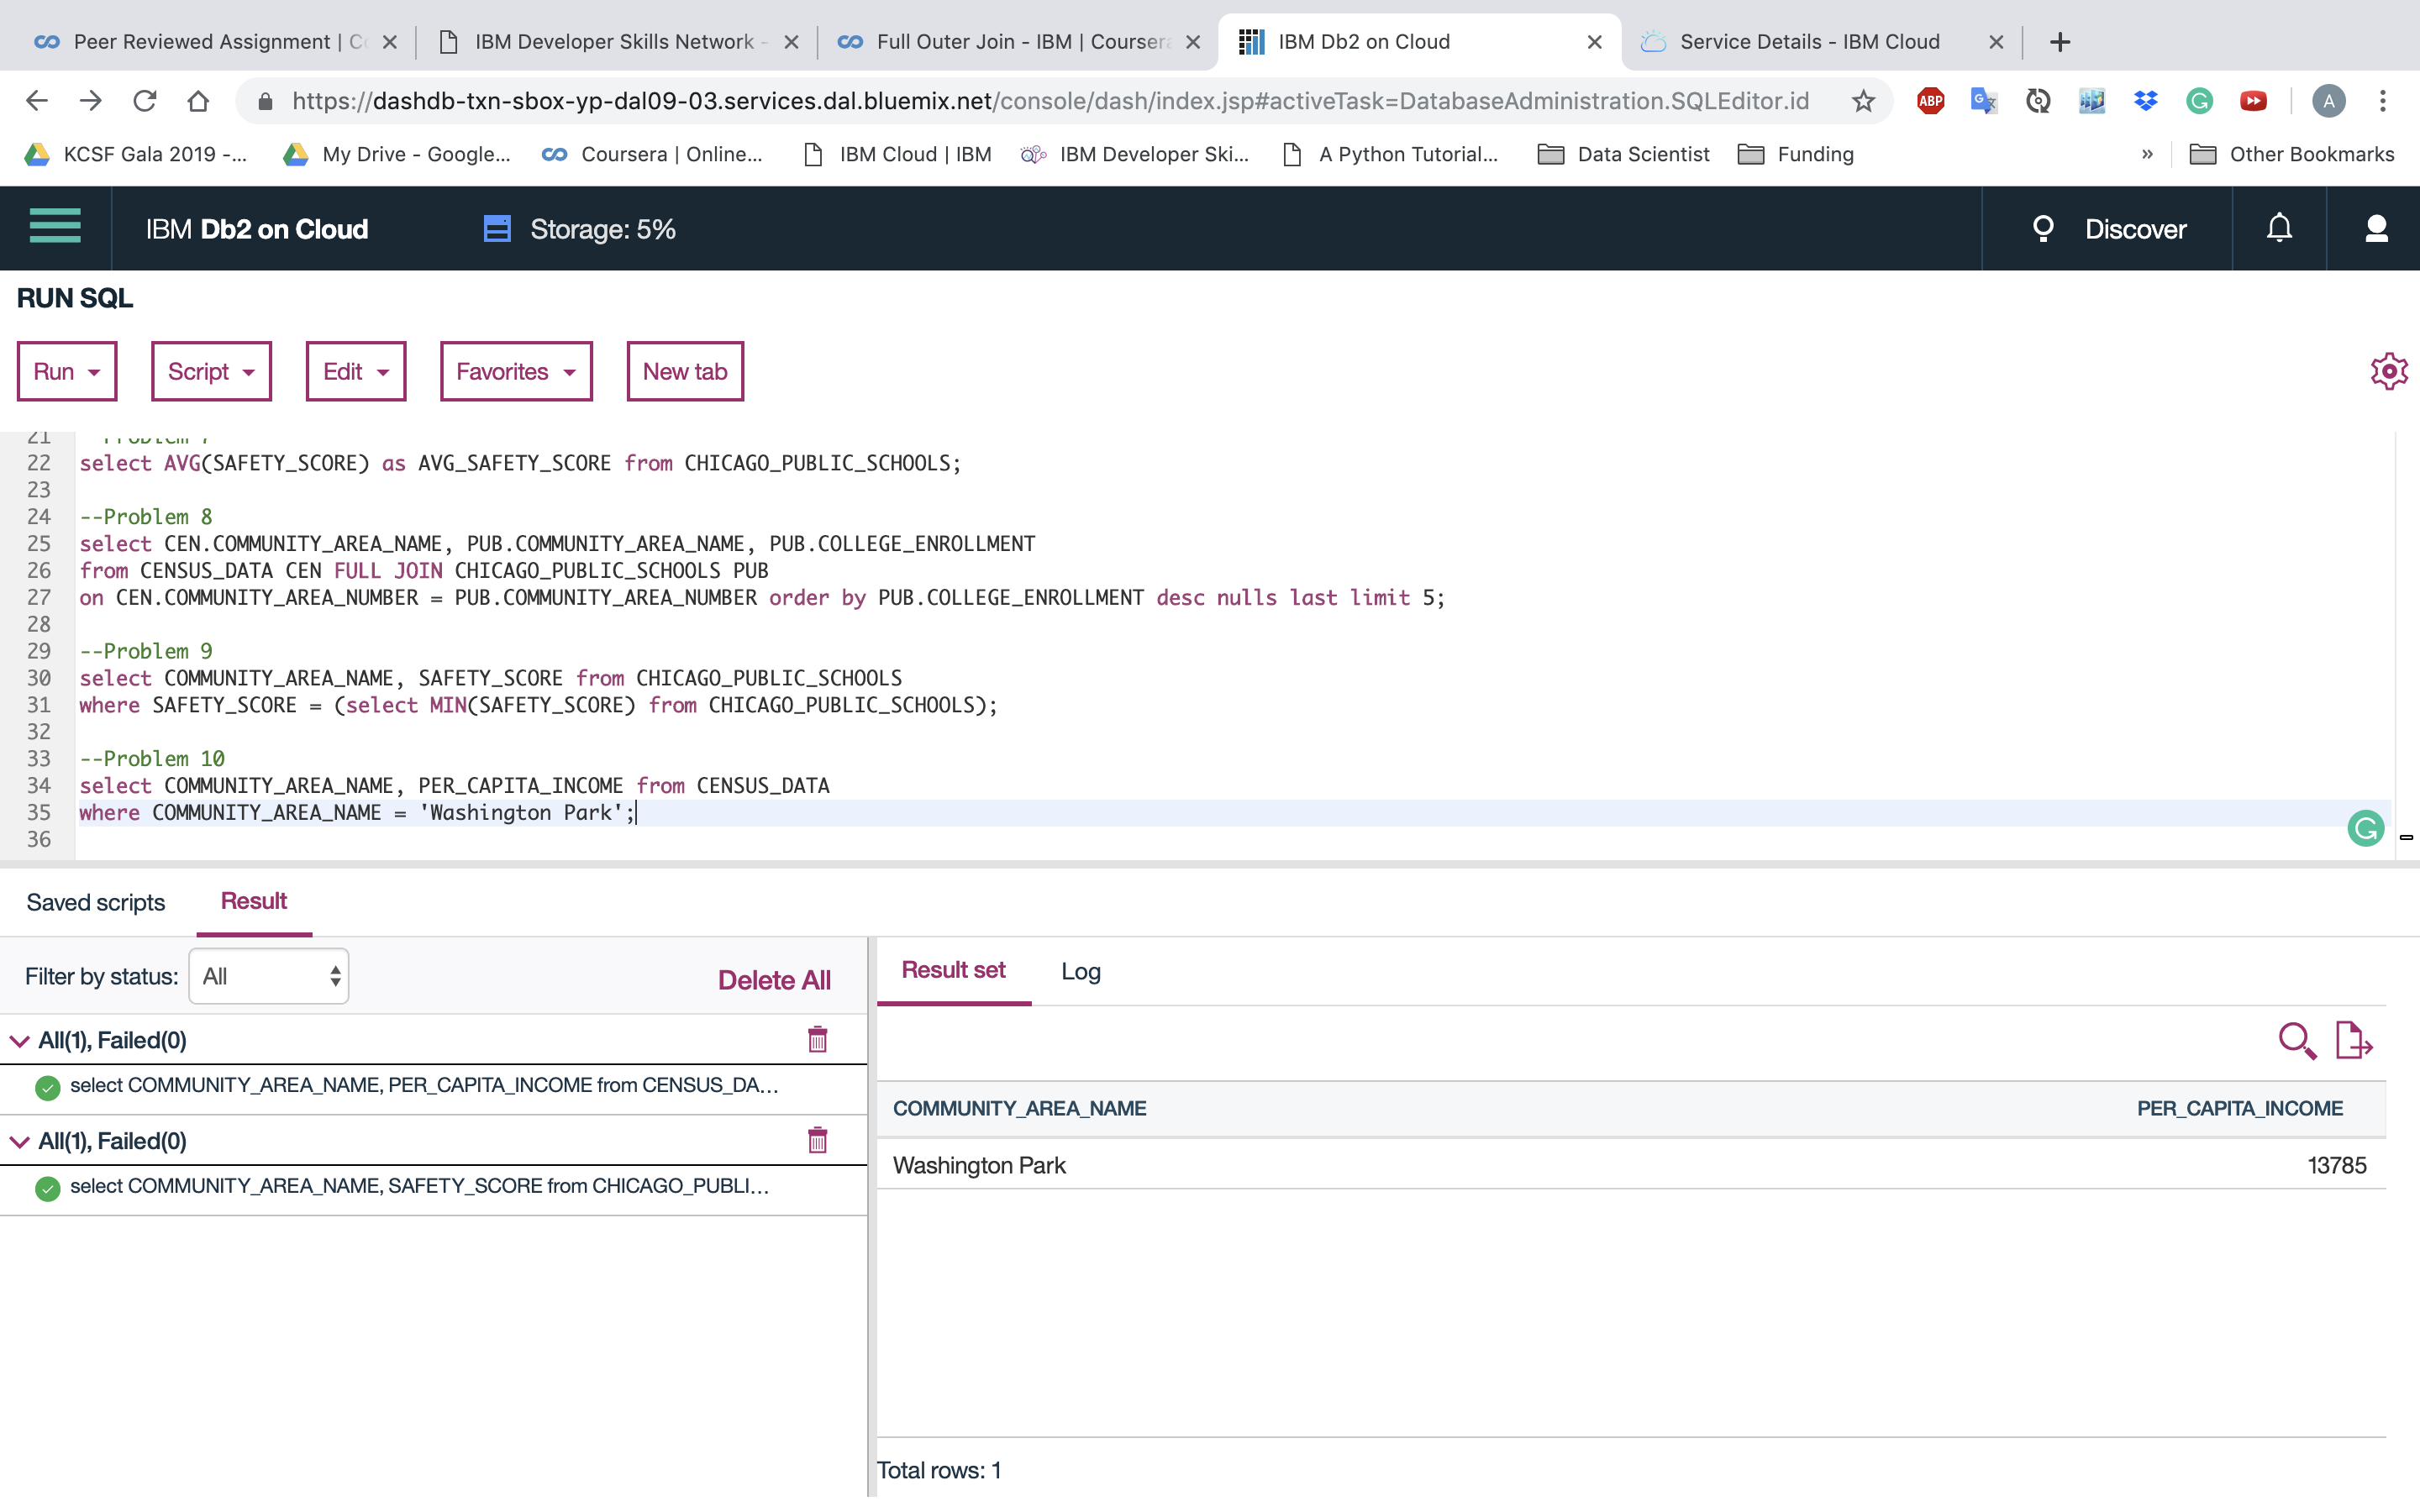 Peer Reviewed Assignment | Co
IBM Developer Skills Network -
Full Outer Join - IBM | Coursera
IBM Db2 on Cloud
Service Details - IBM Cloud
https://dashdb-txn-sbox-yp-dal09-03.services.dal.bluemix.net/console/dash/index.jsp#activeTask=DatabaseAdministration.SQLEditor.id
ABP
A
KCSF Gala 2019 -...
My Drive - Google...
Coursera | Online...
IBM Cloud | IBM
IBM Developer Ski...
A Python Tutorial...
Data Scientist
Funding
»
Other Bookmarks
IBM Db2 on Cloud
Storage: 5%
Discover
RUN SQL
Run
Script
Edit
Favorites
New tab
21 --Problem 7
22 select AVG(SAFETY_SCORE) as AVG_SAFETY_SCORE from CHICAGO_PUBLIC_SCHOOLS;
23
24 --Problem 8
25 select CEN.COMMUNITY_AREA_NAME, PUB.COMMUNITY_AREA_NAME, PUB.COLLEGE_ENROLLMENT
26 from CENSUS_DATA CEN FULL JOIN CHICAGO_PUBLIC_SCHOOLS PUB
27 on CEN.COMMUNITY_AREA_NUMBER = PUB.COMMUNITY_AREA_NUMBER order by PUB.COLLEGE_ENROLLMENT desc nulls last limit 5;
28
29 --Problem 9
30 select COMMUNITY_AREA_NAME, SAFETY_SCORE from CHICAGO_PUBLIC_SCHOOLS
31 where SAFETY_SCORE = (select MIN(SAFETY_SCORE) from CHICAGO_PUBLIC_SCHOOLS);
32
33 --Problem 10
34 select COMMUNITY_AREA_NAME, PER_CAPITA_INCOME from CENSUS_DATA
35 where COMMUNITY_AREA_NAME = 'Washington Park';
36
Saved scripts
Result
Filter by status: All
Delete All
All(1), Failed(0)
select COMMUNITY_AREA_NAME, PER_CAPITA_INCOME from CENSUS_DA...
All(1), Failed(0)
select COMMUNITY_AREA_NAME, SAFETY_SCORE from CHICAGO_PUBLI...
Result set
Log
COMMUNITY_AREA_NAME PER_CAPITA_INCOME
Washington Park 13785
Total rows: 1